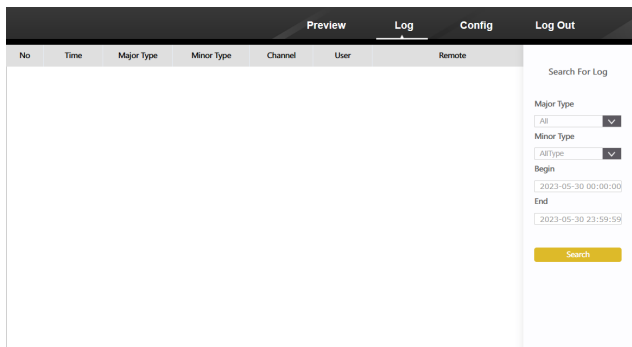 Preview Log Config Log Out
No Time Major Type Minor Type Channel User Remote
Search For Log
Major Type
All
Minor Type
AllType
Begin
2023-05-30 00:00:00
End
2023-05-30 23:59:59
Search